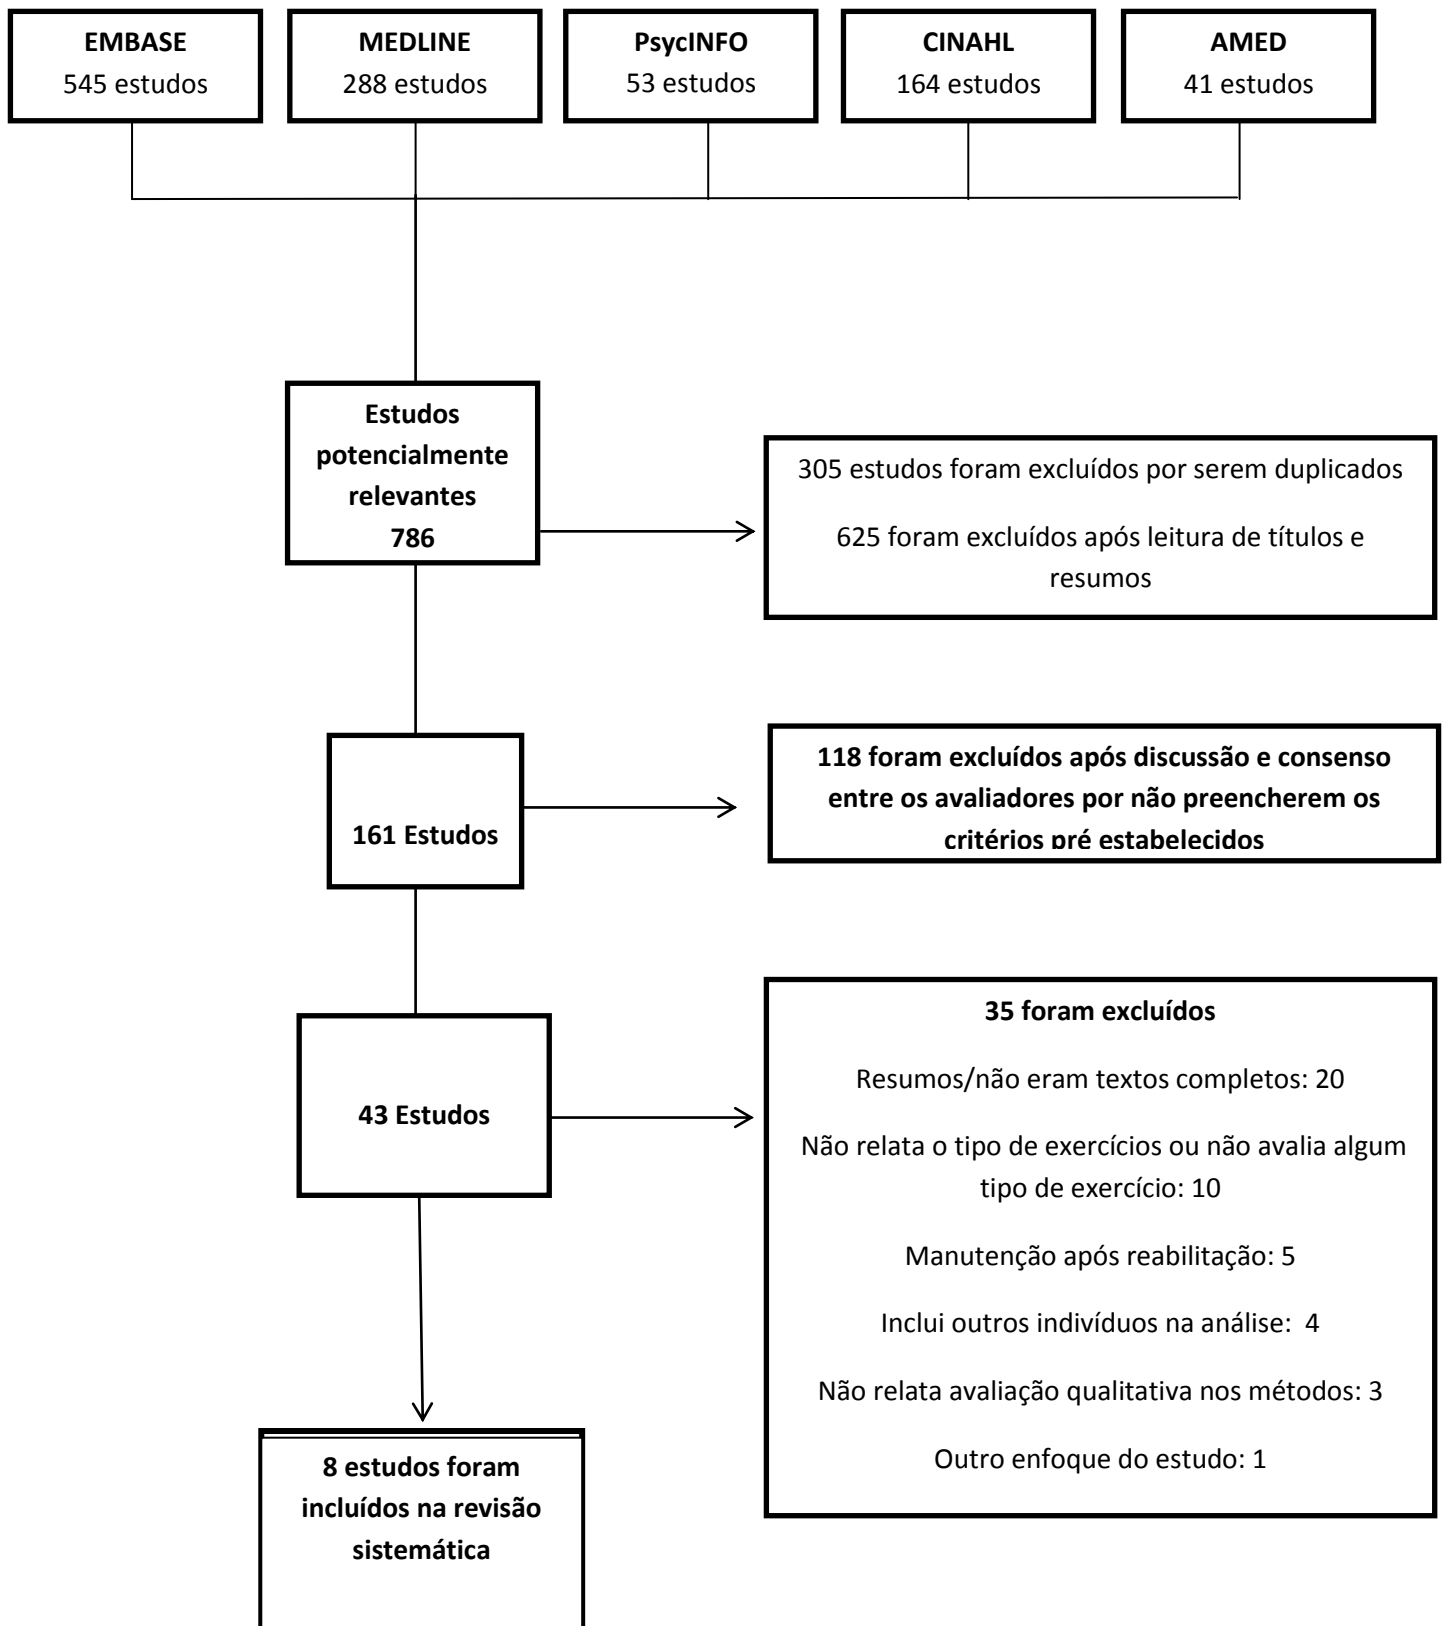 EMBASE
545 estudos
MEDLINE
288 estudos
PsycINFO
53 estudos
CINAHL
164 estudos
AMED
41 estudos
Estudos
potencialmente
relevantes
786
305 estudos foram excluídos por serem duplicados
625 foram excluídos após leitura de títulos e
resumos
161 Estudos
118 foram excluídos após discussão e consenso
entre os avaliadores por não preencherem os
critérios pré estabelecidos
43 Estudos
35 foram excluídos
Resumos/não eram textos completos: 20
Não relata o tipo de exercícios ou não avalia algum
tipo de exercício: 10
Manutenção após reabilitação: 5
Inclui outros indivíduos na análise: 4
Não relata avaliação qualitativa nos métodos: 3
Outro enfoque do estudo: 1
8 estudos foram
incluídos na revisão
sistemática